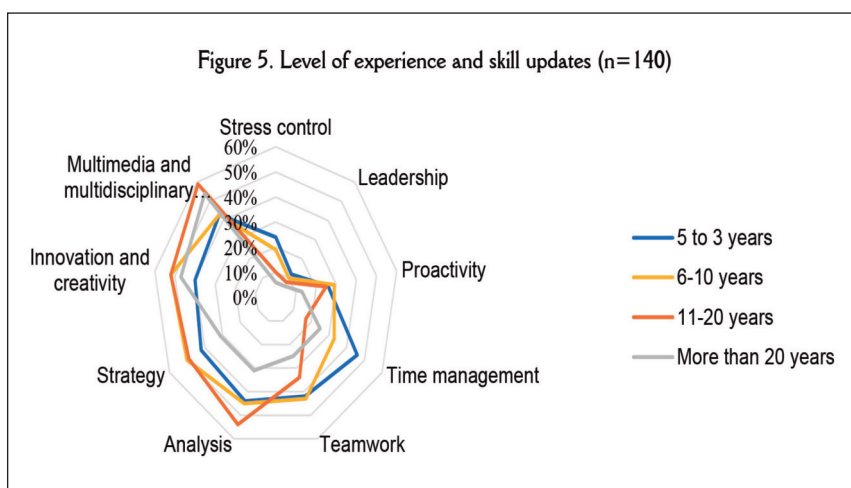 Figure 5. Level of experience and skill updates (n=140)
Stress control
60%
50%
40%
30%
20%
10%
0%
Leadership
Proactivity
Time management
Teamwork
Analysis
Strategy
Innovation and
creativity
Multimedia and
multidisciplinary...
5 to 3 years
6-10 years
11-20 years
More than 20 years